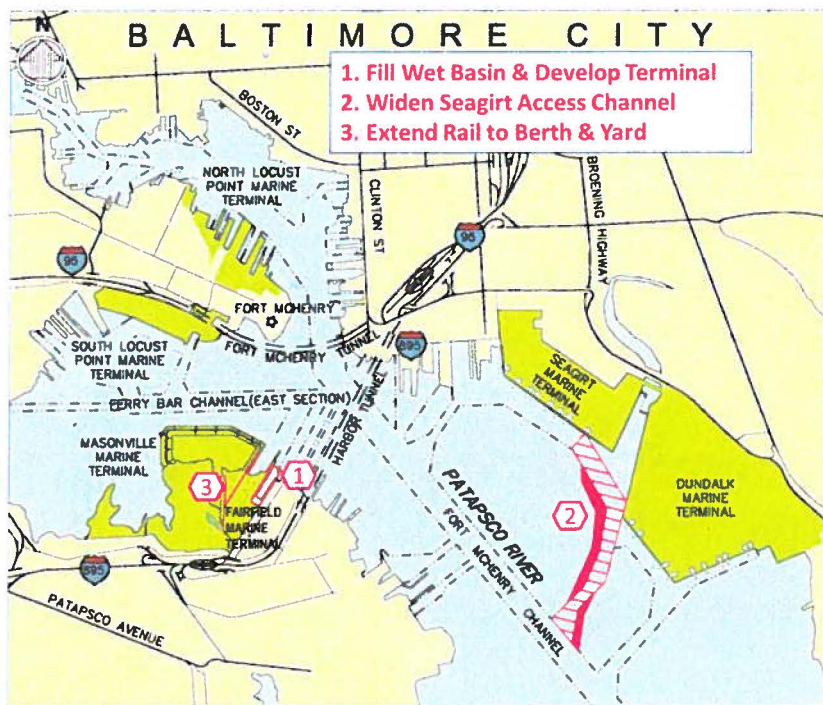 BALTIMORE CITY
N
1. Fill Wet Basin & Develop Terminal
2. Widen Seagirt Access Channel
3. Extend Rail to Berth & Yard
BOSTON ST
NORTH LOCUST
POINT MARINE
TERMINAL
CLINTON ST
BROENING HIGHWAY
95
95
FORT MCHENRY
FORT MCHENRY TUNNEL
895
SOUTH LOCUST
POINT MARINE
TERMINAL
SEAGIRT
MARINE
TERMINAL
FERRY BAR CHANNEL(EAST SECTION)
HARBOR TUNNEL
MASONVILLE
MARINE
TERMINAL
1
3
FAIRFIELD
MARINE
TERMINAL
PATAPSCO RIVER
FORT MCHENRY CHANNEL
2
DUNDALK
MARINE
TERMINAL
895
PATAPSCO AVENUE